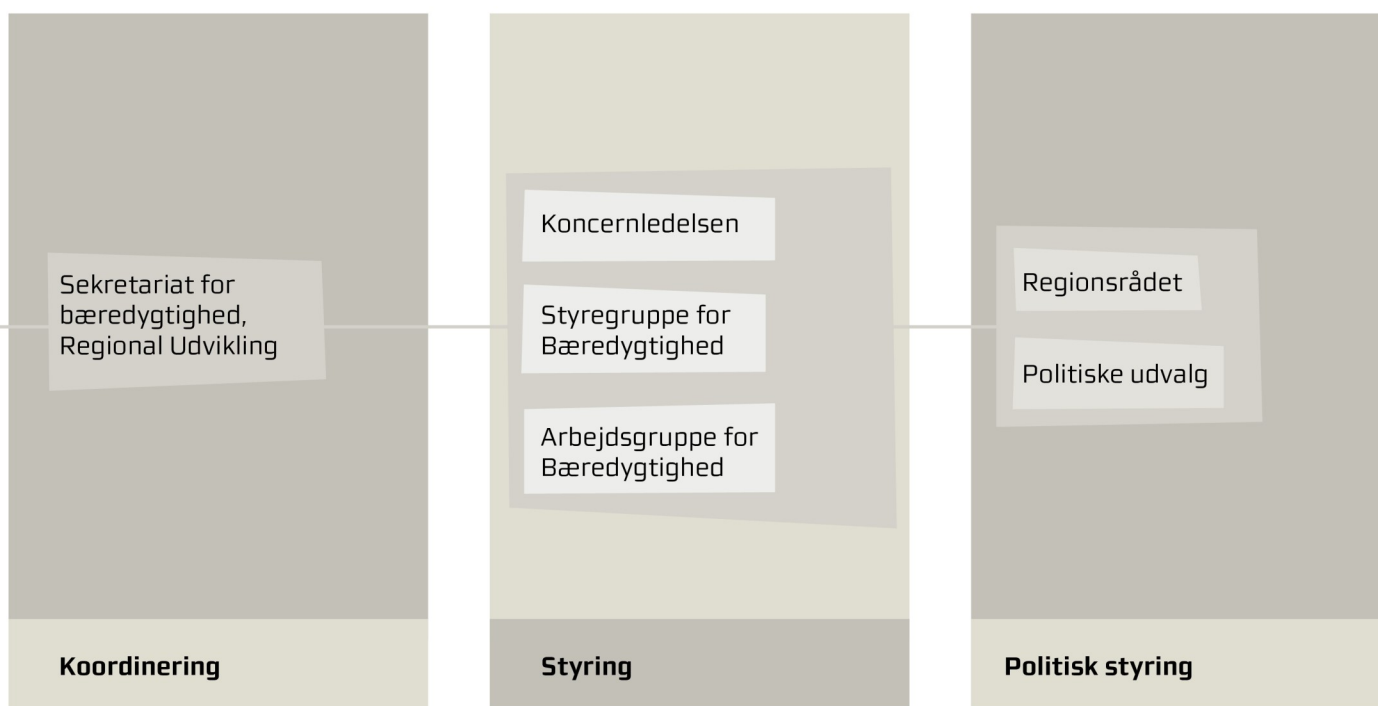 Sekretariat for
bæredygtighed,
Regional Udvikling
Koordinering
Koncernledelsen
Styregruppe for
Bæredygtighed
Arbejdsgruppe for
Bæredygtighed
Styring
Regionsrådet
Politiske udvalg
Politisk styring